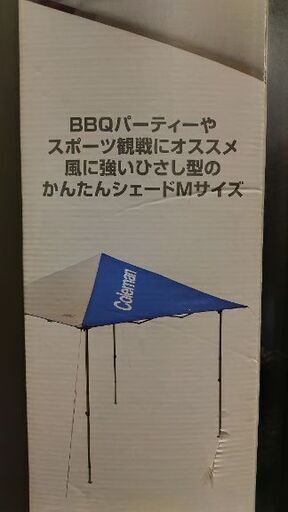 BBQパーティーや
スポーツ観戦にオススメ
風に強いひさし型の
かんたんシェードMサイズ
Coleman